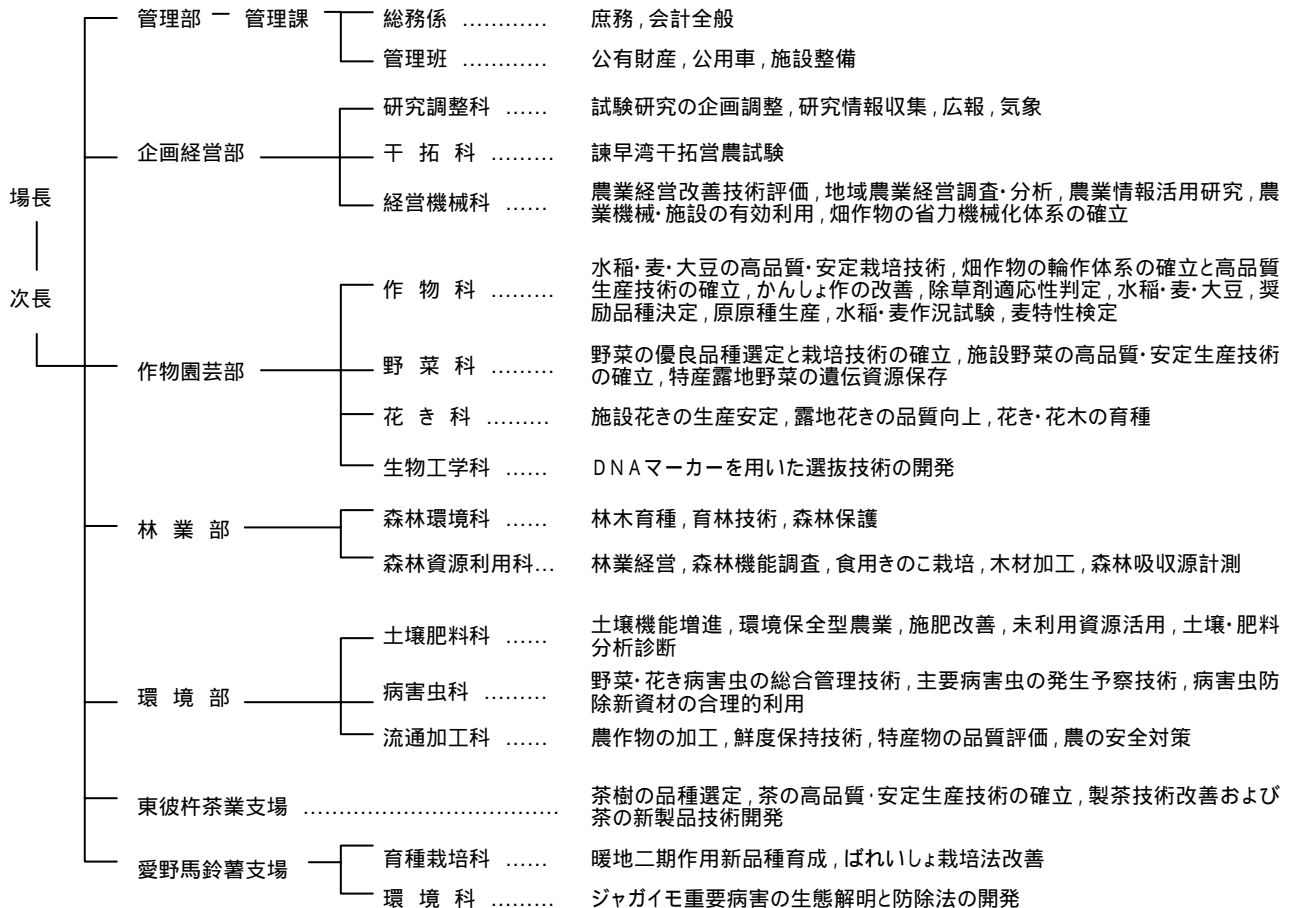 管理部 ー 管理課
総務係 ………… 庶務，会計全般
管理班 ………… 公有財産，公用車，施設整備
研究調整科 …… 試験研究の企画調整，研究情報収集，広報，気象
企画経営部
干 拓 科 ……… 諫早湾干拓営農試験
場長
経営機械科 …… 農業経営改善技術評価，地域農業経営調査・分析，農業情報活用研究，農
業機械・施設の有効利用，畑作物の省力機械化体系の確立
次長
作 物 科 ……… 水稲・麦・大豆の高品質・安定栽培技術，畑作物の輪作体系の確立と高品質
生産技術の確立，かんしょ作の改善，除草剤適応性判定，水稲・麦・大豆，奨
励品種決定，原原種生産，水稲・麦作況試験，麦特性検定
作物園芸部
野 菜 科 ……… 野菜の優良品種選定と栽培技術の確立，施設野菜の高品質・安定生産技術
の確立，特産露地野菜の遺伝資源保存
花 き 科 ……… 施設花きの生産安定，露地花きの品質向上，花き・花木の育種
生物工学科 …… ＤＮＡマーカーを用いた選抜技術の開発
林 業 部
森林環境科 …… 林木育種，育林技術，森林保護
森林資源利用科… 林業経営，森林機能調査，食用きのこ栽培，木材加工，森林吸収源計測
土壌肥料科 …… 土壌機能増進，環境保全型農業，施肥改善，未利用資源活用，土壌・肥料
分析診断
環 境 部
病害虫科 ……… 野菜・花き病害虫の総合管理技術，主要病害虫の発生予察技術，病害虫防
除新資材の合理的利用
流通加工科 …… 農作物の加工，鮮度保持技術，特産物の品質評価，農の安全対策
東彼杵茶業支場 ……………………………… 茶樹の品種選定，茶の高品質・安定生産技術の確立，製茶技術改善および
茶の新製品技術開発
愛野馬鈴薯支場
育種栽培科 …… 暖地二期作用新品種育成，ばれいしょ栽培法改善
環 境 科 ……… ジャガイモ重要病害の生態解明と防除法の開発